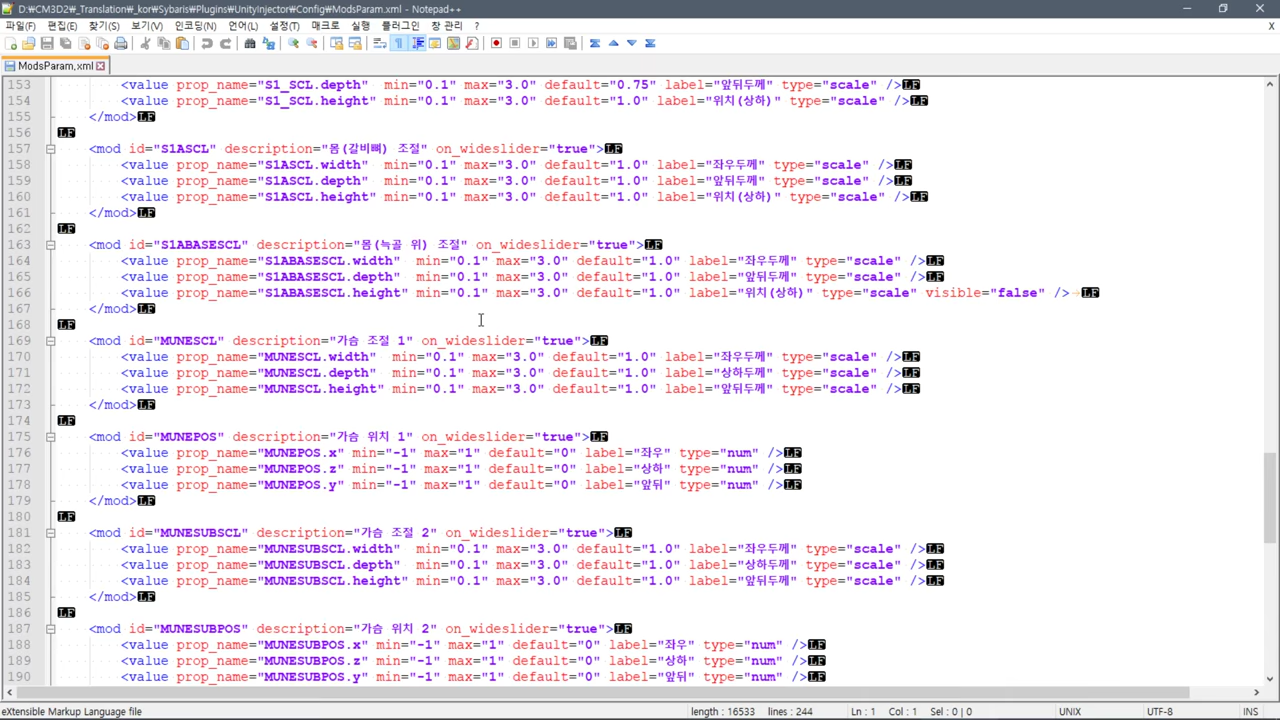 D:\CM3D2\_Translation\_kor\Sybaris\Plugins\UnityInjector\Config\ModsParam.xml - Notepad++
파일(F) 편집(E) 찾기(S) 보기(V) 인코딩(N) 언어(L) 설정(T) 매크로 실행 플러그인 창 관리 ? X
ModsParam.xml
153 <value prop_name="S1_SCL.depth" min="0.1" max="3.0" default="0.75" label="앞뒤두께" type="scale" />LF
154 <value prop_name="S1_SCL.height" min="0.1" max="3.0" default="1.0" label="위치(상하)" type="scale" />LF
155 </mod>LF
156 LF
157 <mod id="S1ASCL" description="몸(갈비뼈) 조절" on_wideslider="true">LF
158 <value prop_name="S1ASCL.width" min="0.1" max="3.0" default="1.0" label="좌우두께" type="scale" />LF
159 <value prop_name="S1ASCL.depth" min="0.1" max="3.0" default="1.0" label="앞뒤두께" type="scale" />LF
160 <value prop_name="S1ASCL.height" min="0.1" max="3.0" default="1.0" label="위치(상하)" type="scale" />LF
161 </mod>LF
162 LF
163 <mod id="S1ABASESCL" description="몸(늑골 위) 조절" on_wideslider="true">LF
164 <value prop_name="S1ABASESCL.width" min="0.1" max="3.0" default="1.0" label="좌우두께" type="scale" />LF
165 <value prop_name="S1ABASESCL.depth" min="0.1" max="3.0" default="1.0" label="앞뒤두께" type="scale" />LF
166 <value prop_name="S1ABASESCL.height" min="0.1" max="3.0" default="1.0" label="위치(상하)" type="scale" visible="false" />→LF
167 </mod>LF
168 LF
169 <mod id="MUNESCL" description="가슴 조절 1" on_wideslider="true">LF
170 <value prop_name="MUNESCL.width" min="0.1" max="3.0" default="1.0" label="좌우두께" type="scale" />LF
171 <value prop_name="MUNESCL.depth" min="0.1" max="3.0" default="1.0" label="상하두께" type="scale" />LF
172 <value prop_name="MUNESCL.height" min="0.1" max="3.0" default="1.0" label="앞뒤두께" type="scale" />LF
173 </mod>LF
174 LF
175 <mod id="MUNEPOS" description="가슴 위치 1" on_wideslider="true">LF
176 <value prop_name="MUNEPOS.x" min="-1" max="1" default="0" label="좌우" type="num" />LF
177 <value prop_name="MUNEPOS.z" min="-1" max="1" default="0" label="상하" type="num" />LF
178 <value prop_name="MUNEPOS.y" min="-1" max="1" default="0" label="앞뒤" type="num" />LF
179 </mod>LF
180 LF
181 <mod id="MUNESUBSCL" description="가슴 조절 2" on_wideslider="true">LF
182 <value prop_name="MUNESUBSCL.width" min="0.1" max="3.0" default="1.0" label="좌우두께" type="scale" />LF
183 <value prop_name="MUNESUBSCL.depth" min="0.1" max="3.0" default="1.0" label="상하두께" type="scale" />LF
184 <value prop_name="MUNESUBSCL.height" min="0.1" max="3.0" default="1.0" label="앞뒤두께" type="scale" />LF
185 </mod>LF
186 LF
187 <mod id="MUNESUBPOS" description="가슴 위치 2" on_wideslider="true">LF
188 <value prop_name="MUNESUBPOS.x" min="-1" max="1" default="0" label="좌우" type="num" />LF
189 <value prop_name="MUNESUBPOS.z" min="-1" max="1" default="0" label="상하" type="num" />LF
190 <value prop_name="MUNESUBPOS.y" min="-1" max="1" default="0" label="앞뒤" type="num" />LF
eXtensible Markup Language file length : 16533 lines : 244 Ln : 1 Col : 1 Sel : 0 | 0 UNIX UTF-8 INS